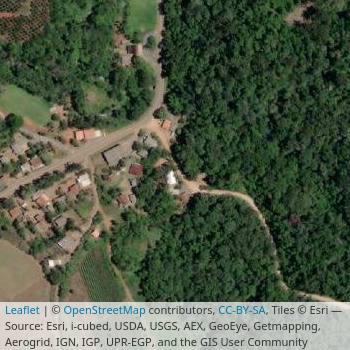 Leaflet | © OpenStreetMap contributors, CC-BY-SA, Tiles © Esri —
Source: Esri, i-cubed, USDA, USGS, AEX, GeoEye, Getmapping,
Aerogrid, IGN, IGP, UPR-EGP, and the GIS User Community